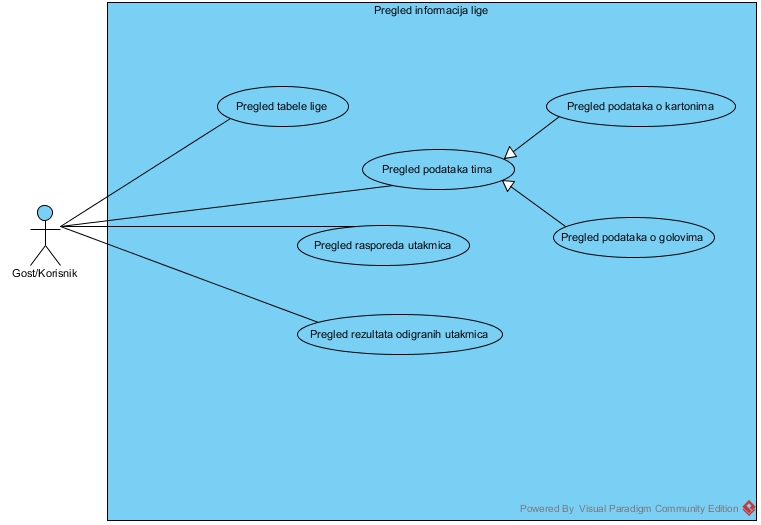 Pregled informacija lige
Pregled tabele lige
Pregled podataka o kartonima
Pregled podataka tima
Gost/Korisnik
Pregled rasporeda utakmica
Pregled podataka o golovima
Pregled rezultata odigranih utakmica
Powered By Visual Paradigm Community Edition